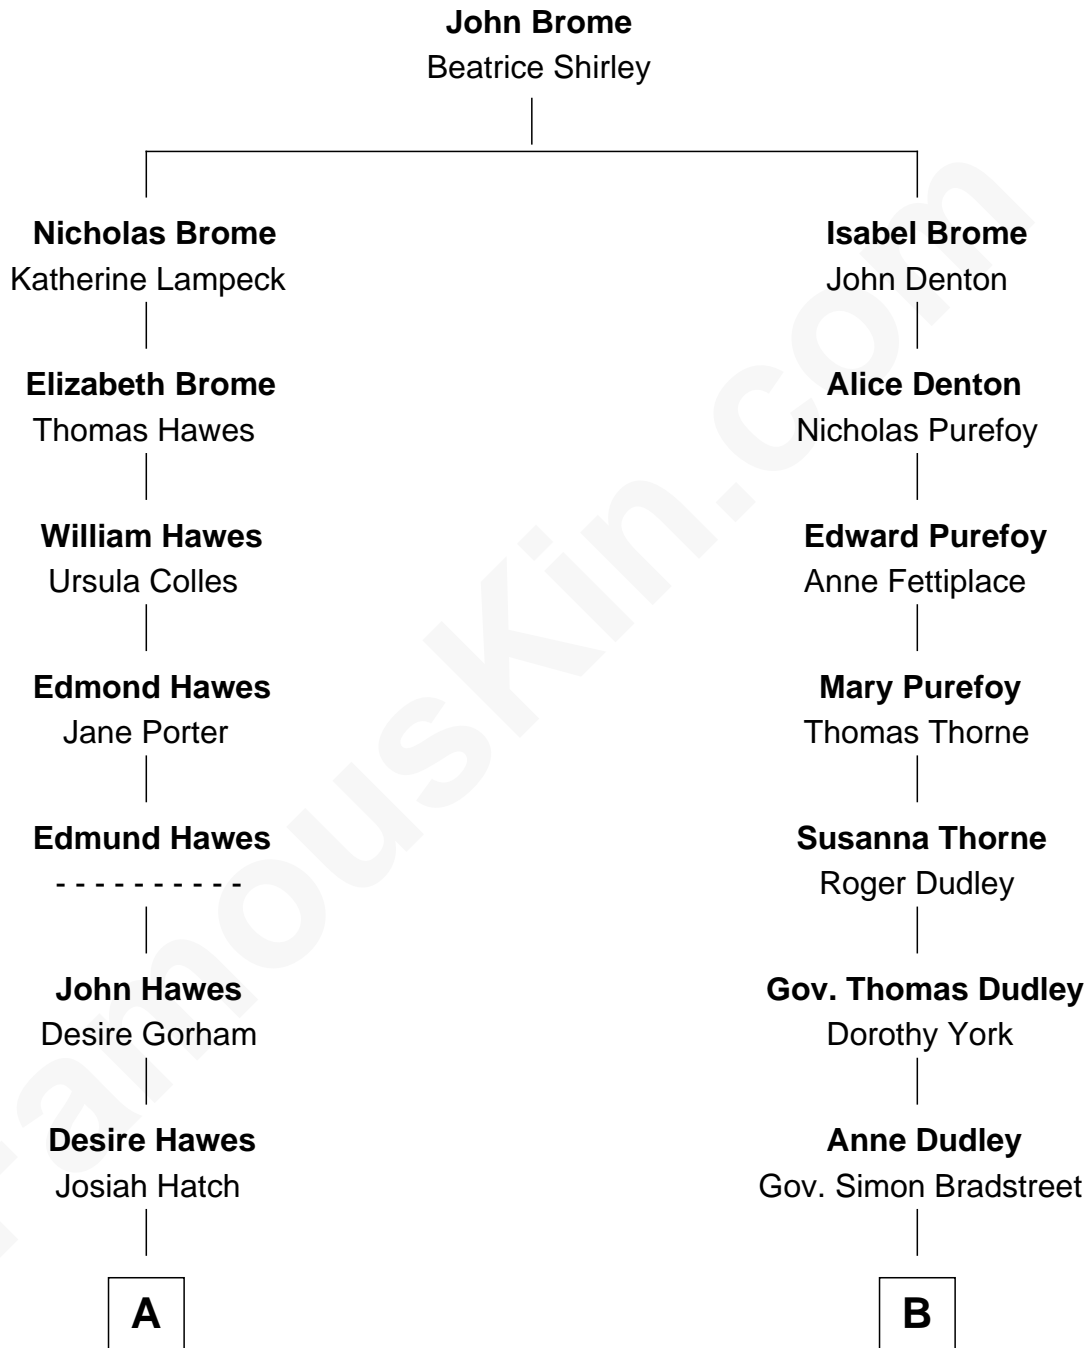 John Brome
Beatrice Shirley
Nicholas Brome
Katherine Lampeck
Isabel Brome
John Denton
Elizabeth Brome
Thomas Hawes
Alice Denton
Nicholas Purefoy
William Hawes
Ursula Colles
Edward Purefoy
Anne Fettiplace
Edmond Hawes
Jane Porter
Mary Purefoy
Thomas Thorne
Edmund Hawes
- - - - - - - - - -
Susanna Thorne
Roger Dudley
John Hawes
Desire Gorham
Gov. Thomas Dudley
Dorothy York
Desire Hawes
Josiah Hatch
Anne Dudley
Gov. Simon Bradstreet
A
B
FamousKin.com